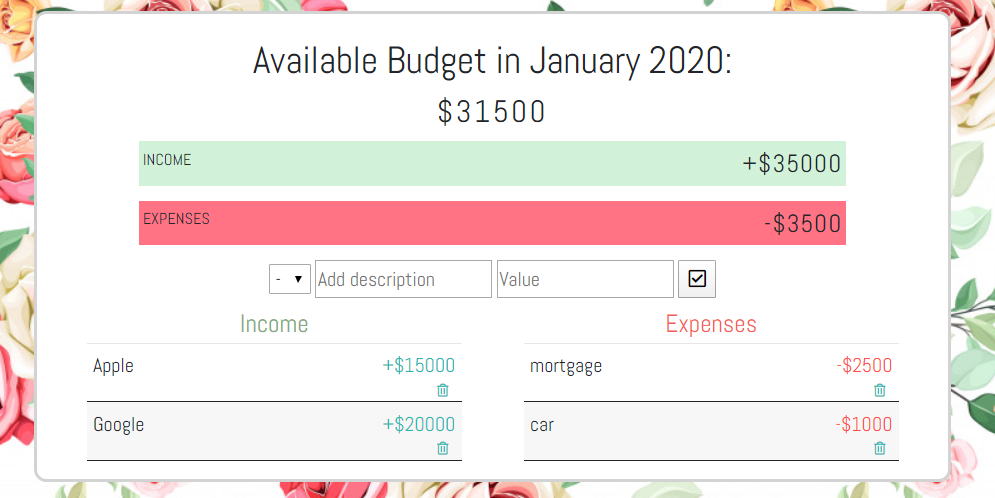 Available Budget in January 2020:
$31500
INCOME +$35000
EXPENSES -$3500
- Add description Value
Income Expenses
Apple +$15000 mortgage -$2500
Google +$20000 car -$1000